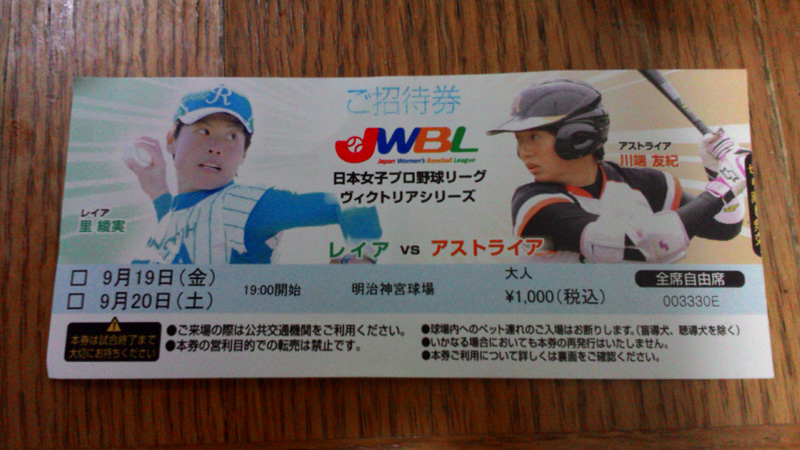 ご招待券
JWBL
Japan Women's Baseball League
日本女子プロ野球リーグ
ヴィクトリアシリーズ
レイア
里 綾実
アストライア
川端 友紀
R
レイア vs アストライア
□ 9月19日(金)
□ 9月20日(土)
19:00開始
明治神宮球場
大人
¥1,000(税込)
全席自由席
003330E
本券は試合終了まで
大切にお持ちください
●ご来場の際は公共交通機関をご利用ください。
●本券の営利目的での転売は禁止です。
●球場内へのペット連れのご入場はお断りします。(盲導犬、聴導犬を除く)
●いかなる場合においても本券の再発行はいたしません。
●本券ご利用について詳しくは裏面をご確認ください。